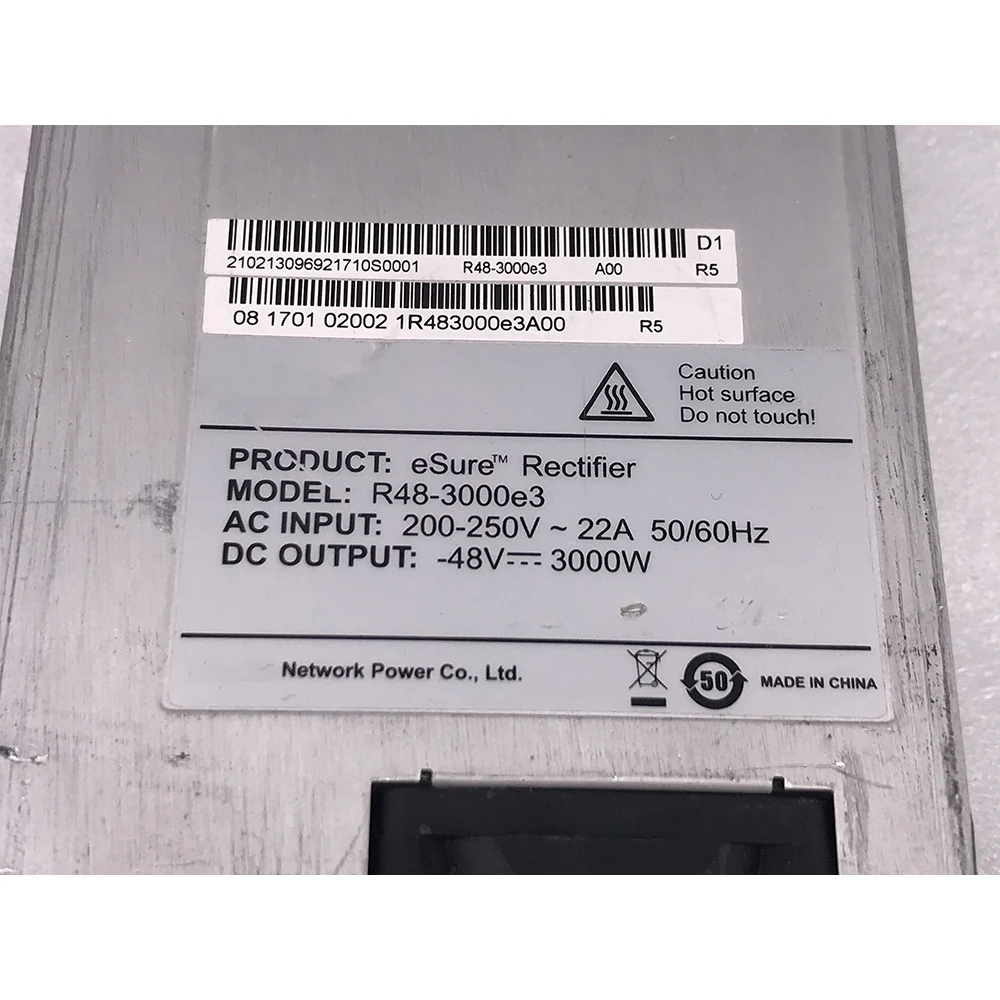 D1
210213096921710S0001 R48-3000e3 A00 R5
08 1701 02002 1R483000e3A00 R5
Caution
Hot surface
Do not touch!
PRODUCT: eSure™ Rectifier
MODEL: R48-3000e3
AC INPUT: 200-250V ~ 22A 50/60Hz
DC OUTPUT: -48V⎓ 3000W
Network Power Co., Ltd. 50 MADE IN CHINA